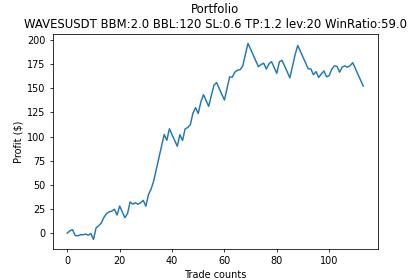 Portfolio
WAVESUSDT BBM:2.0 BBL:120 SL:0.6 TP:1.2 lev:20 WinRatio:59.0
200
175
150
125
100
75
50
25
0
Profit ($)
0 20 40 60 80 100
Trade counts